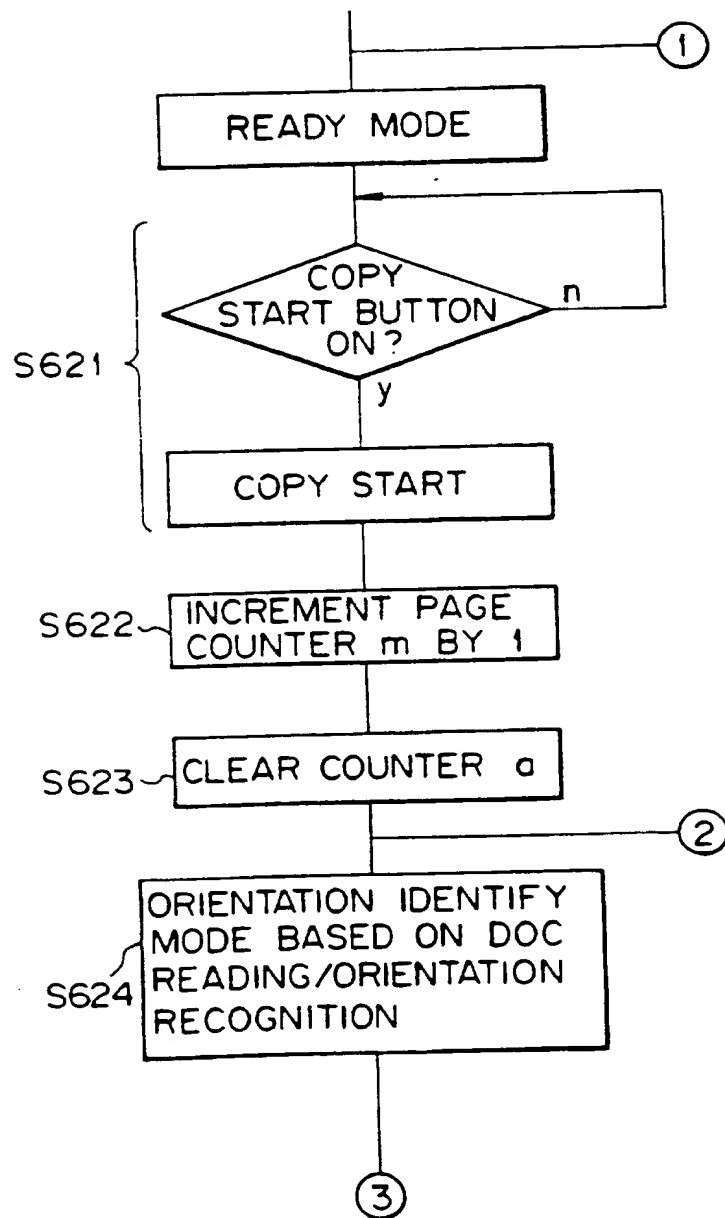 1
READY MODE
COPY
START BUTTON
ON?
n
S621
y
COPY START
S622
INCREMENT PAGE
COUNTER m BY 1
S623
CLEAR COUNTER a
2
ORIENTATION IDENTIFY
MODE BASED ON DOC
READING/ORIENTATION
RECOGNITION
S624
3